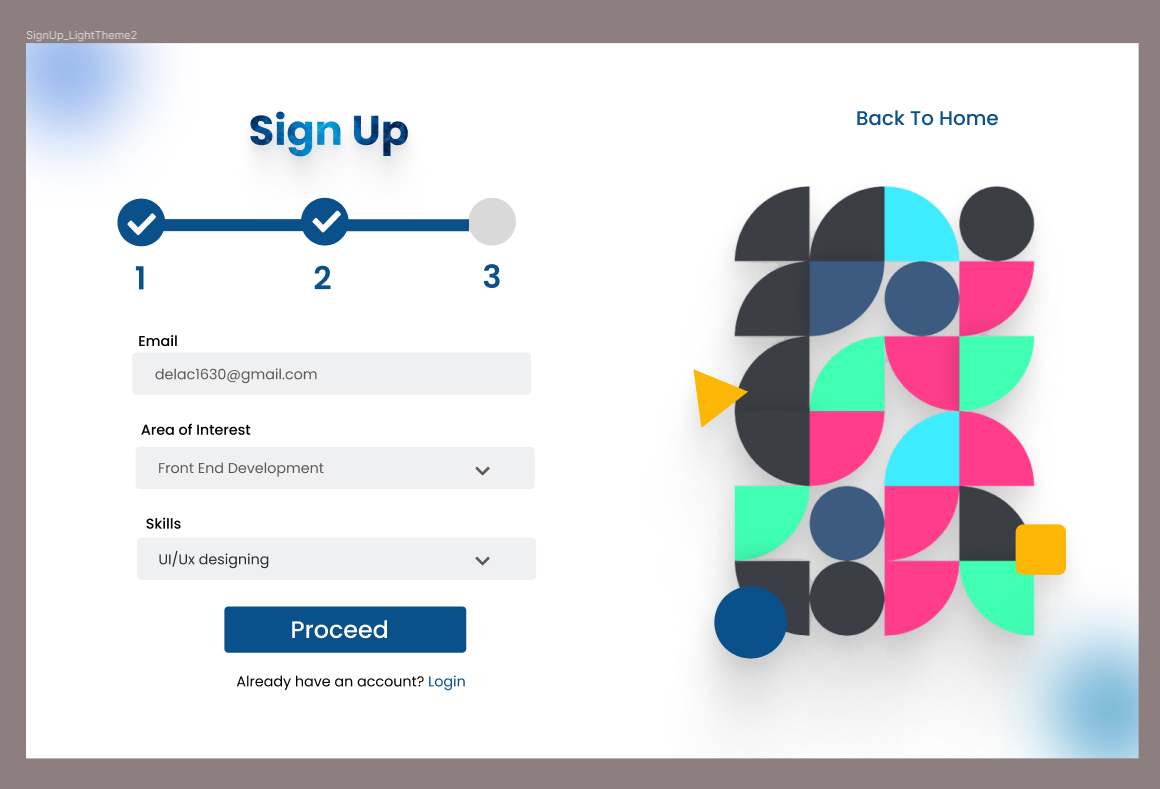 SignUp_LightTheme2
Sign Up
Back To Home
1 2 3
Email
delac1630@gmail.com
Area of Interest
Front End Development
Skills
UI/Ux designing
Proceed
Already have an account? Login